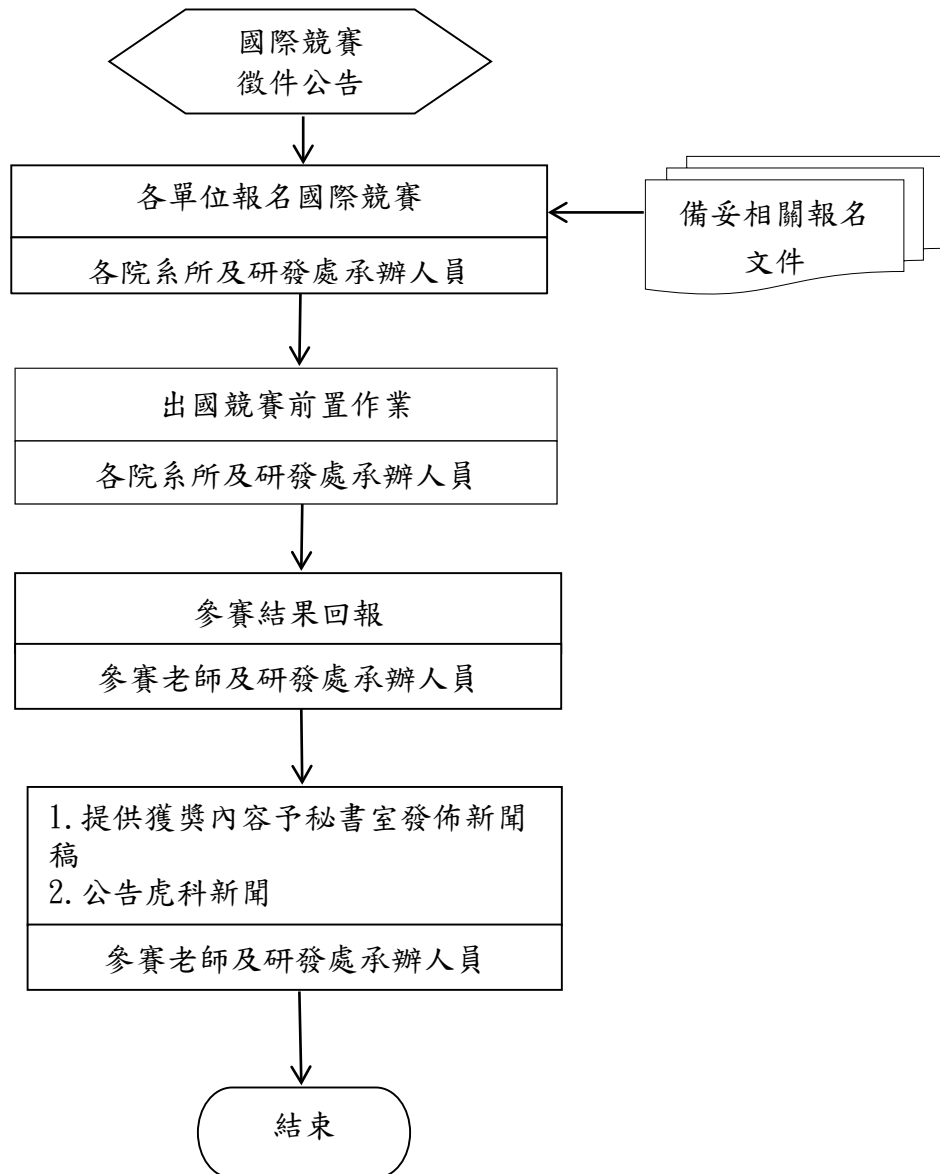 國際競賽
徵件公告
各單位報名國際競賽
各院系所及研發處承辦人員
備妥相關報名
文件
出國競賽前置作業
各院系所及研發處承辦人員
參賽結果回報
參賽老師及研發處承辦人員
1.提供獲獎內容予秘書室發佈新聞
稿
2.公告虎科新聞
參賽老師及研發處承辦人員
結束